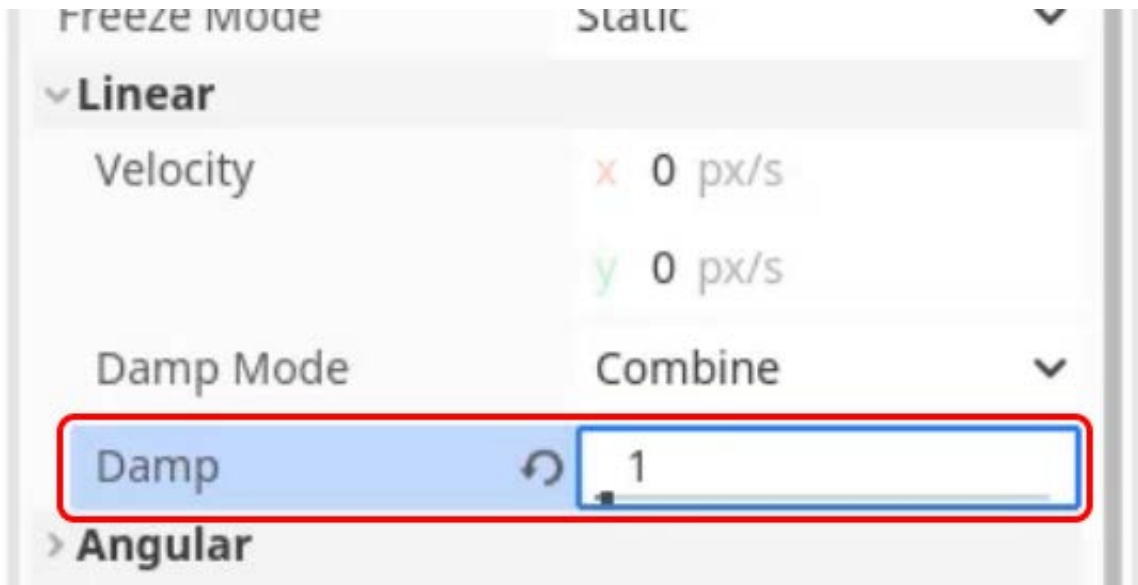 Freeze Mode Static
Linear
Velocity x 0 px/s
y 0 px/s
Damp Mode Combine
Damp 1
Angular